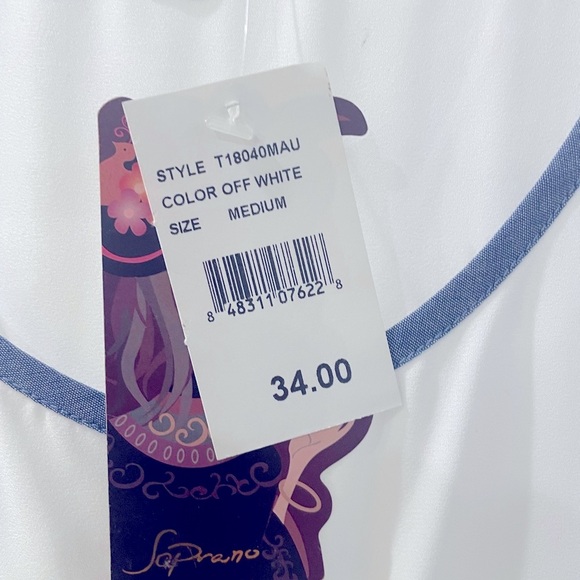 STYLE T18040MAU
COLOR OFF WHITE
SIZE MEDIUM
8 48311 07622 8
34.00
Soprano